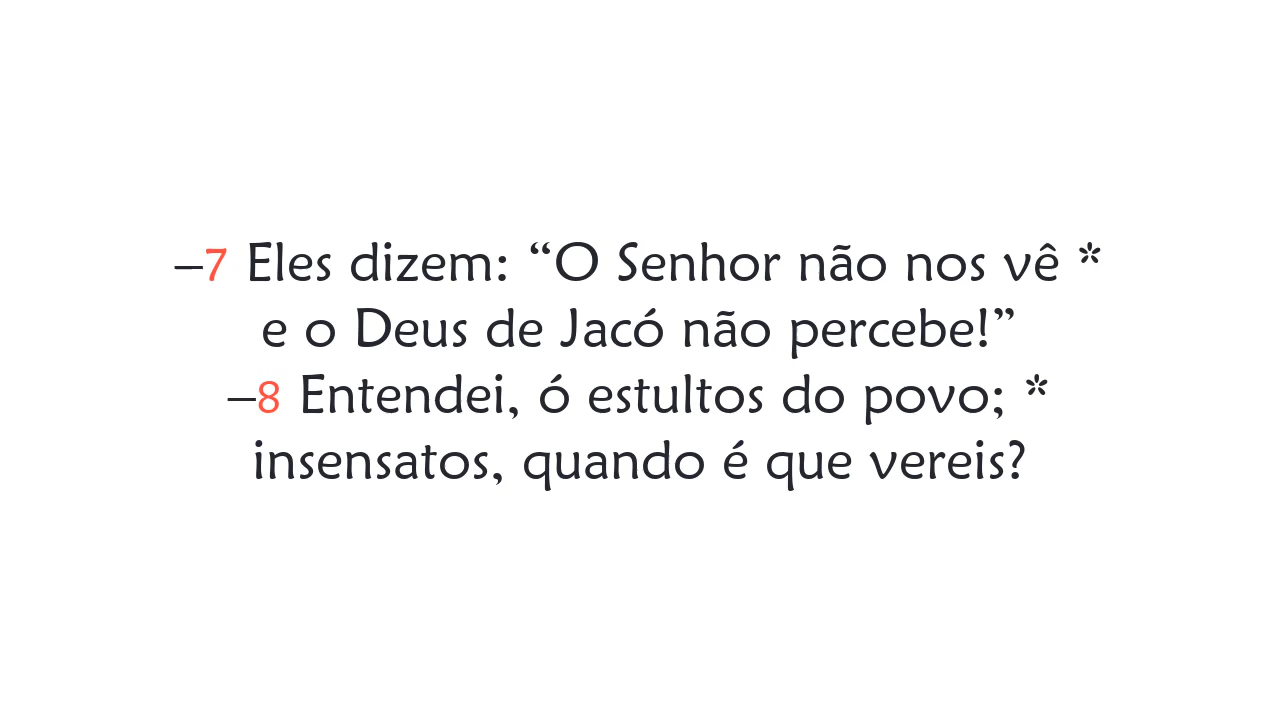 –7 Eles dizem: “O Senhor não nos vê *
e o Deus de Jacó não percebe!”
–8 Entendei, ó estultos do povo; *
insensatos, quando é que vereis?